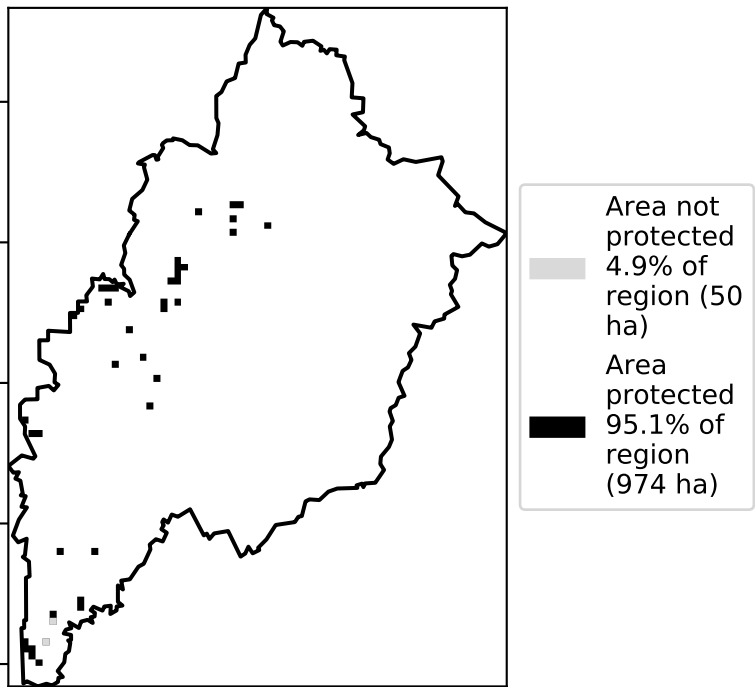 Area not
protected
4.9% of
region (50
ha)
Area
protected
95.1% of
region
(974 ha)